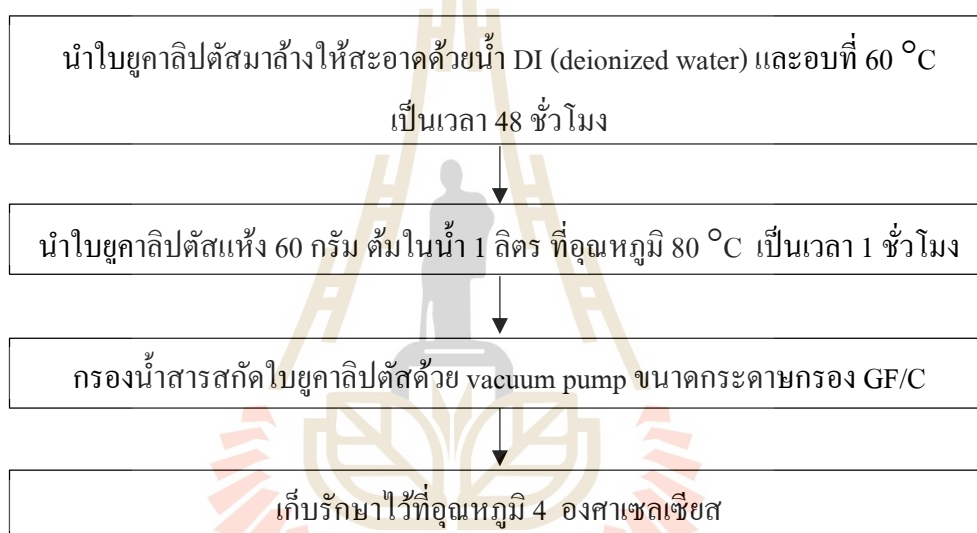 นำใบยูคาลิปตัสมาล้างให้สะอาดด้วยน้ำ DI (deionized water) และอบที่ 60 °C
เป็นเวลา 48 ชั่วโมง
นำใบยูคาลิปตัสแห้ง 60 กรัม ต้มในน้ำ 1 ลิตร ที่อุณหภูมิ 80 °C เป็นเวลา 1 ชั่วโมง
กรองน้ำสารสกัดใบยูคาลิปตัสด้วย vacuum pump ขนาดกระดาษกรอง GF/C
เก็บรักษาไว้ที่อุณหภูมิ 4 องศาเซลเซียส